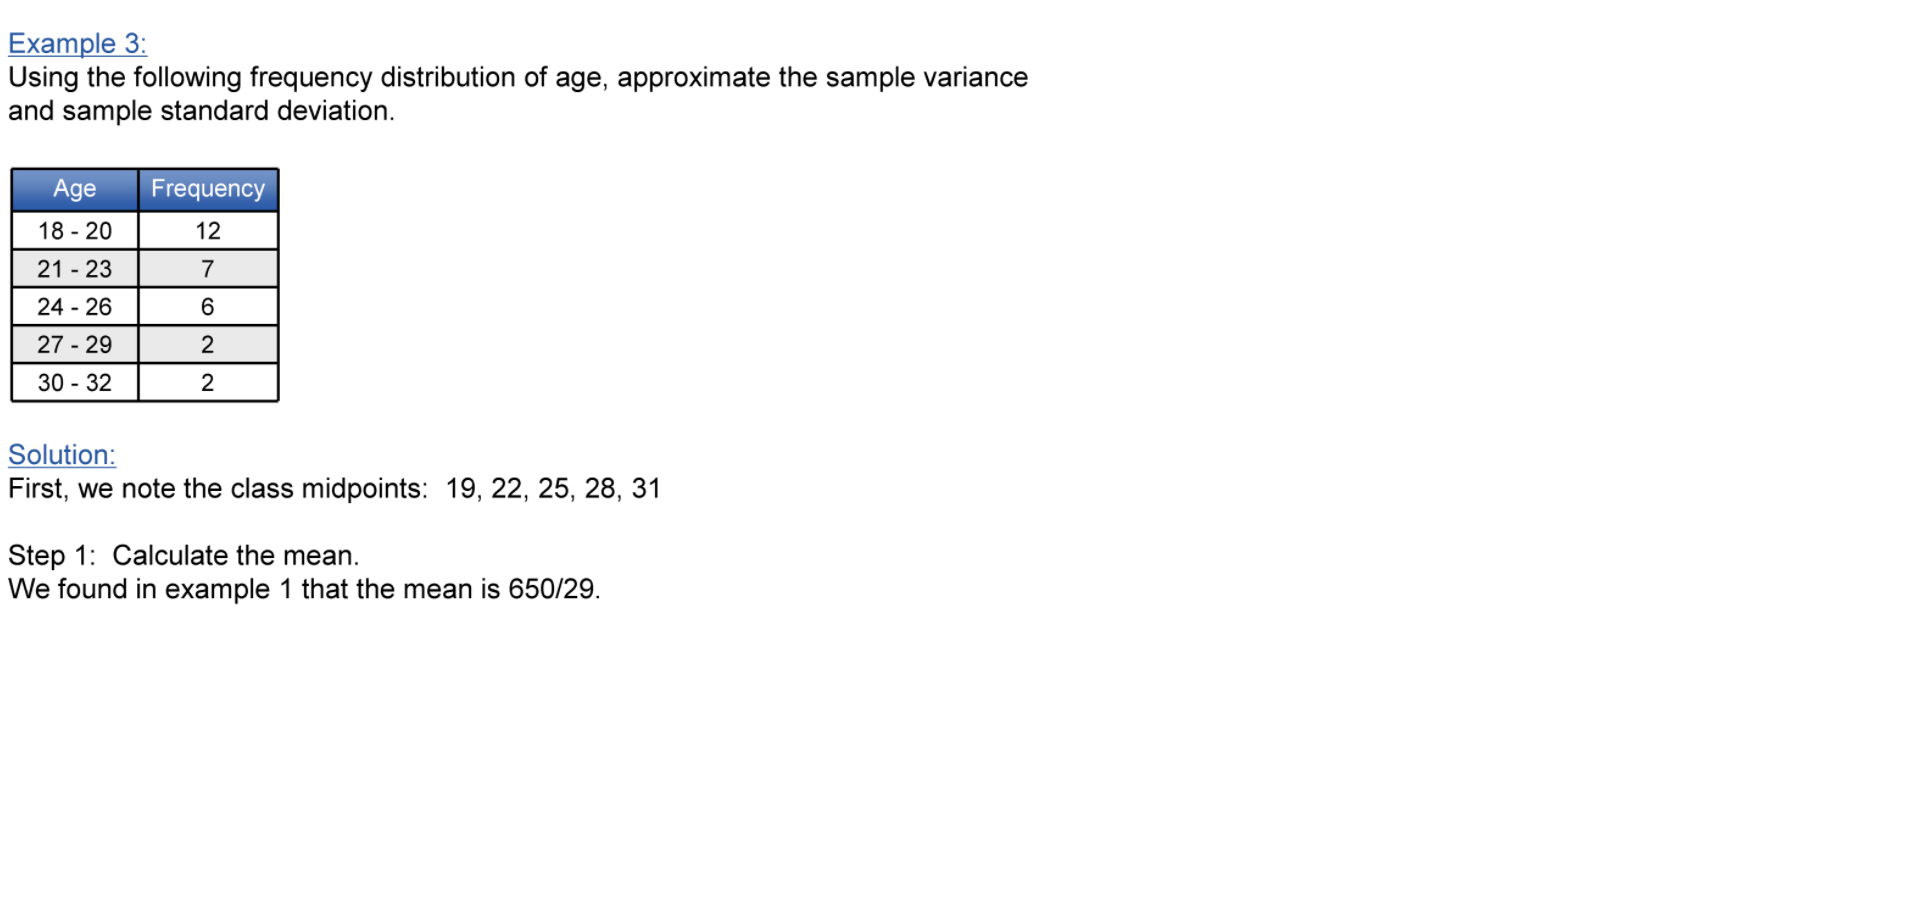 Example 3:
Using the following frequency distribution of age, approximate the sample variance
and sample standard deviation.
Age Frequency
18 - 20 12
21 - 23 7
24 - 26 6
27 - 29 2
30 - 32 2
Solution:
First, we note the class midpoints: 19, 22, 25, 28, 31
Step 1: Calculate the mean.
We found in example 1 that the mean is 650/29.